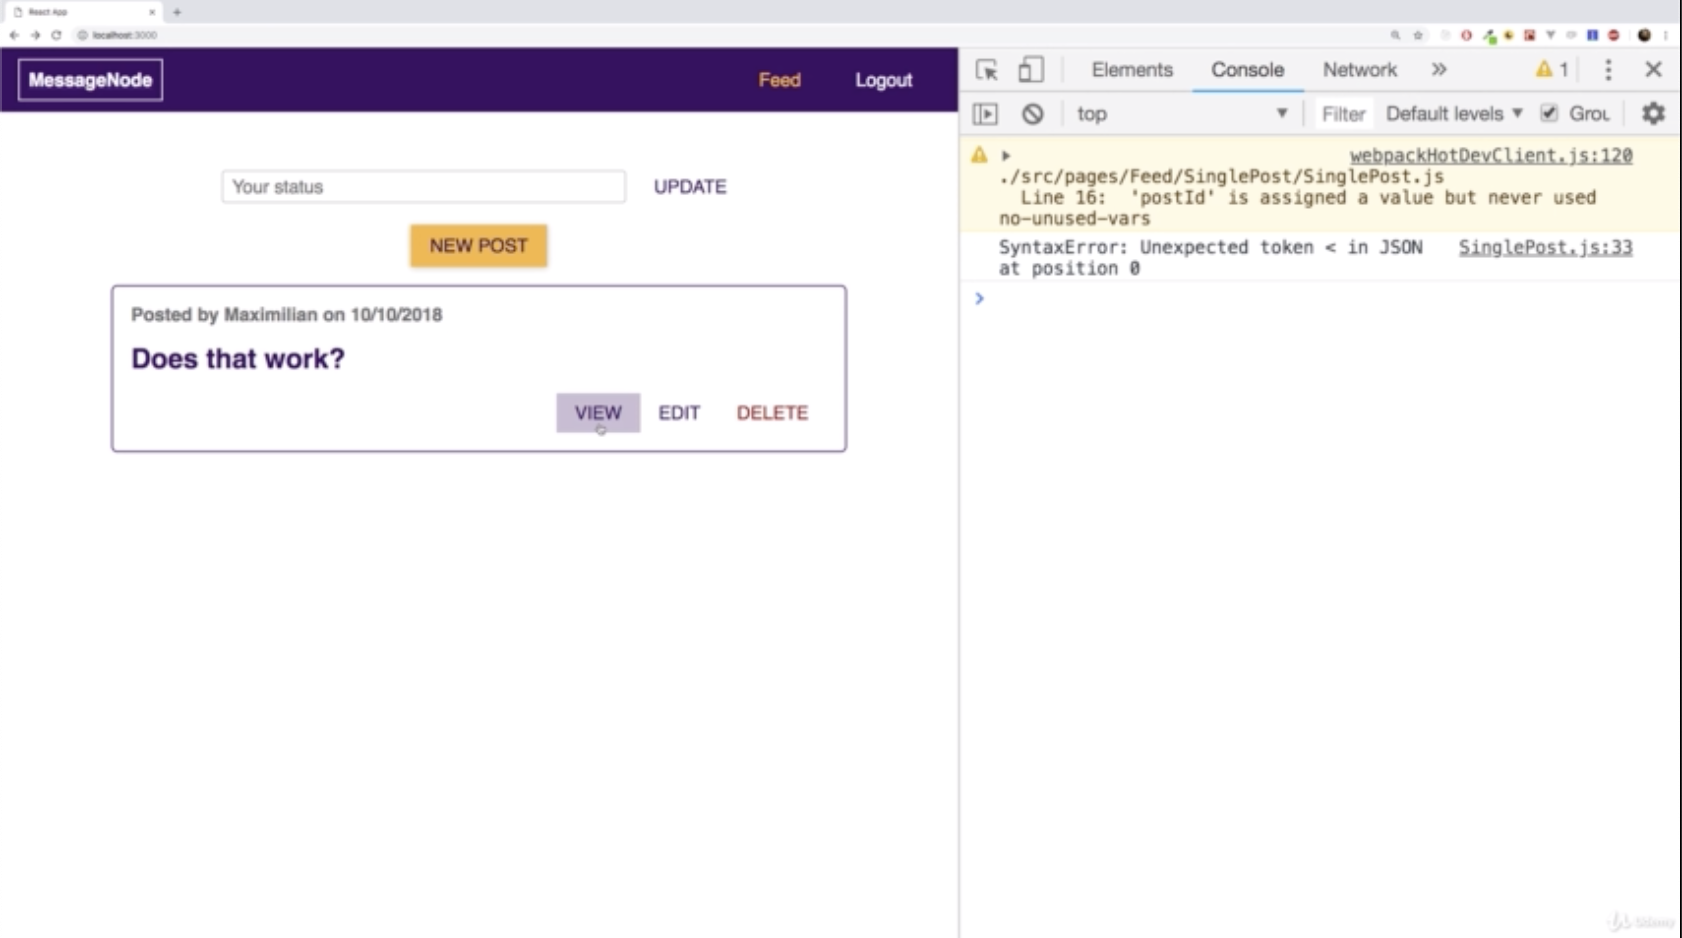 React App
localhost:3000
MessageNode
Feed
Logout
Your status
UPDATE
NEW POST
Posted by Maximilian on 10/10/2018
Does that work?
VIEW
EDIT
DELETE
Elements
Console
Network
1
top
Filter
Default levels
Grou
webpackHotDevClient.js:120
./src/pages/Feed/SinglePost/SinglePost.js
Line 16: 'postId' is assigned a value but never used
no-unused-vars
SyntaxError: Unexpected token < in JSON SinglePost.js:33
at position 0
Udemy